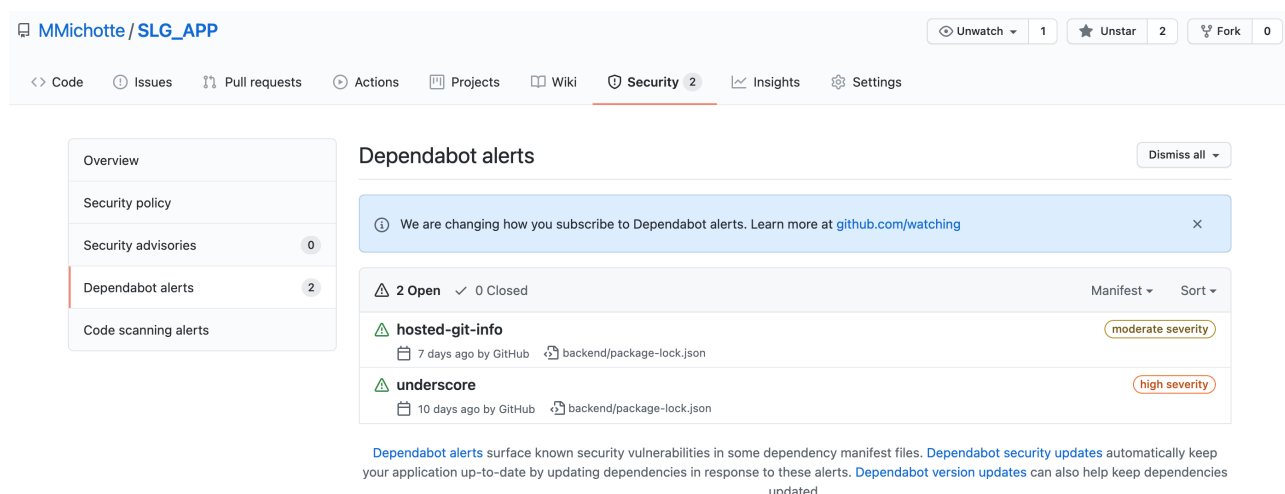 MMichotte / SLG_APP
Unwatch 1 Unstar 2 Fork 0
Code Issues Pull requests Actions Projects Wiki Security 2 Insights Settings
Overview
Security policy
Security advisories 0
Dependabot alerts 2
Code scanning alerts
Dependabot alerts
Dismiss all
We are changing how you subscribe to Dependabot alerts. Learn more at github.com/watching
2 Open 0 Closed Manifest Sort
hosted-git-info moderate severity
7 days ago by GitHub backend/package-lock.json
underscore high severity
10 days ago by GitHub backend/package-lock.json
Dependabot alerts surface known security vulnerabilities in some dependency manifest files. Dependabot security updates automatically keep
your application up-to-date by updating dependencies in response to these alerts. Dependabot version updates can also help keep dependencies
updated.